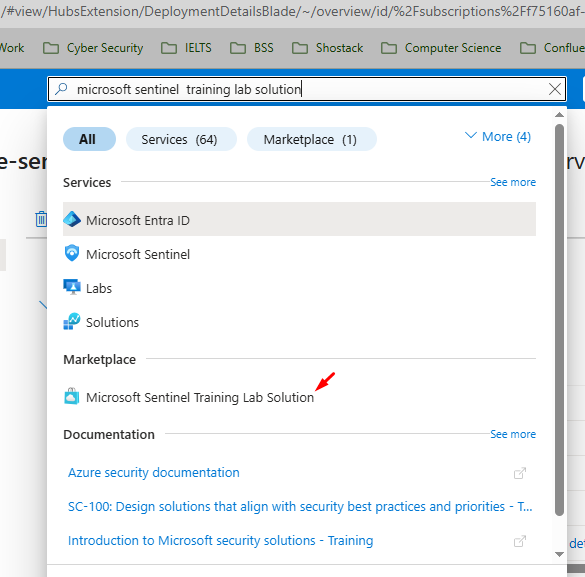 /#view/HubsExtension/DeploymentDetailsBlade/~/overview/id/%2Fsubscriptions%2Ff75160af-
Work Cyber Security IELTS BSS Shostack Computer Science Conflue
microsoft sentinel  training lab solution
e-ser
All Services (64) Marketplace (1) More (4)
Services See more
Microsoft Entra ID
Microsoft Sentinel
Labs
Solutions
Marketplace
Microsoft Sentinel Training Lab Solution
Documentation See more
Azure security documentation
SC-100: Design solutions that align with security best practices and priorities - T...
Introduction to Microsoft security solutions - Training
det